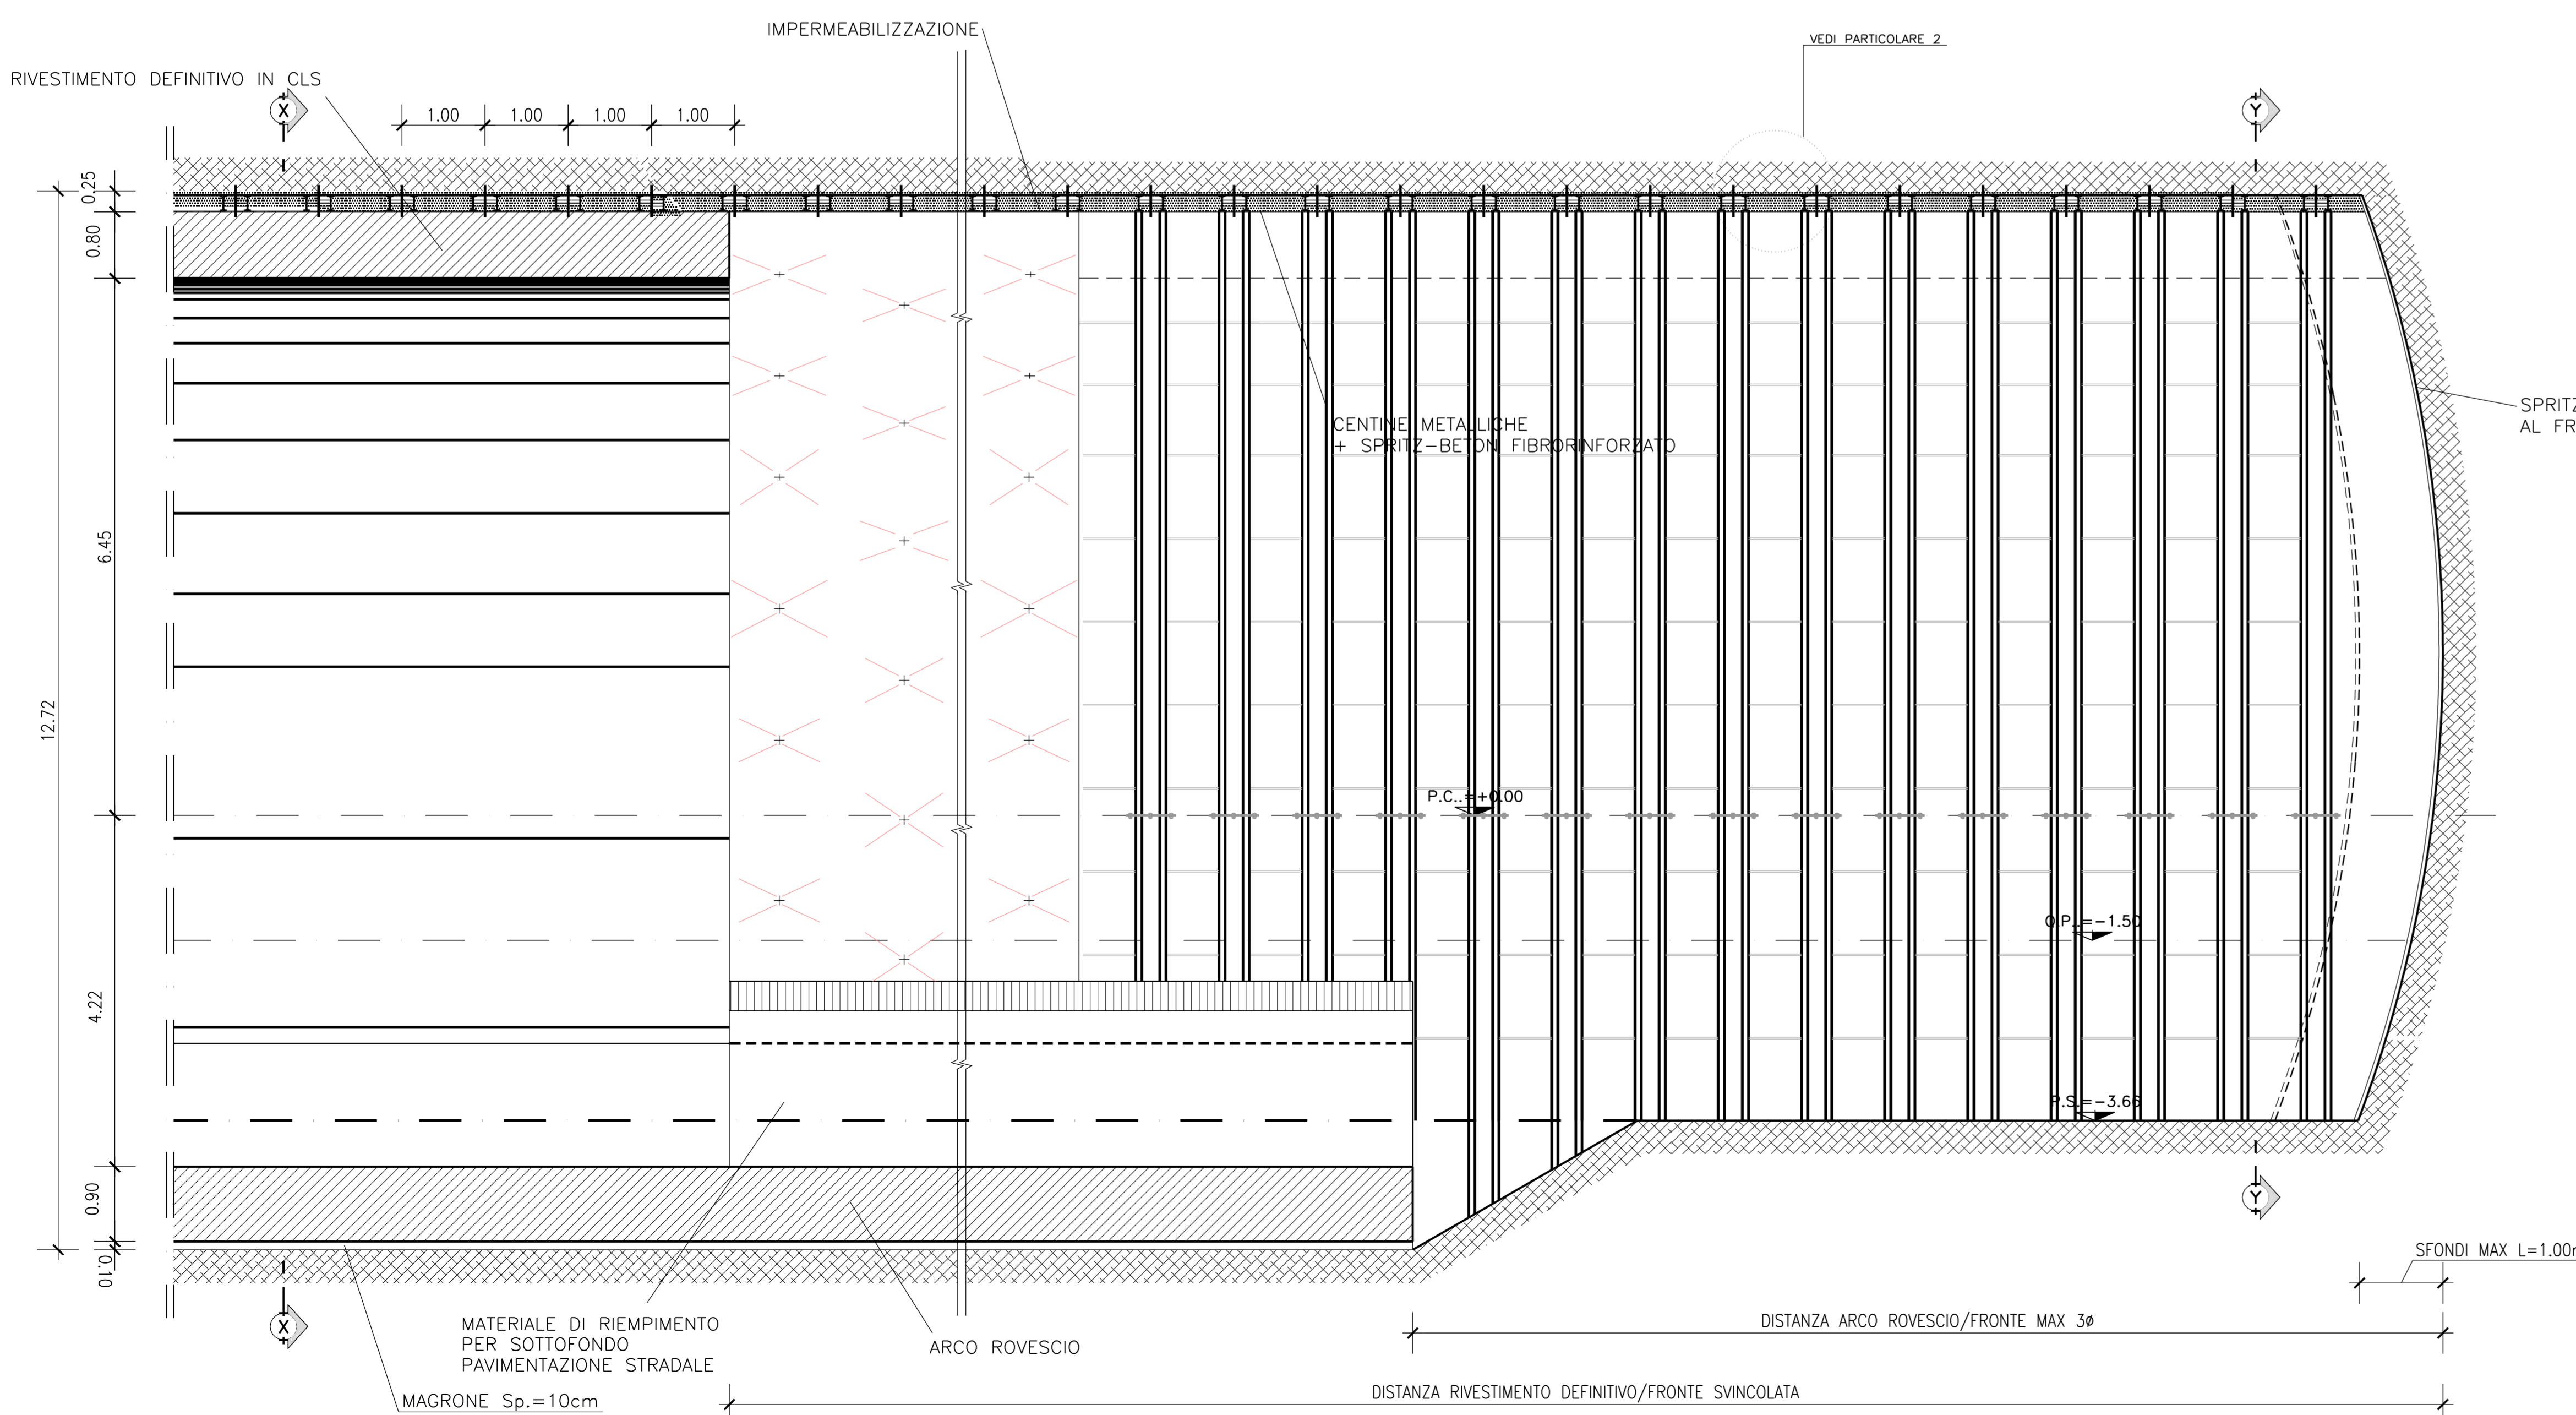 IMPERMEABILIZZAZIONE
VEDI PARTICOLARE 2
RIVESTIMENTO DEFINITIVO IN CLS
X
Y
1.00
1.00
1.00
1.00
0.25
0.80
6.45
12.72
4.22
0.90
0.10
CENTINE METALLICHE
+ SPRITZ-BETON FIBRORINFORZATO
SPRITZ
AL FR
P.C..=+0.00
Q.P..=-1.50
P.S.=-3.66
Y
X
SFONDI MAX L=1.00m
MATERIALE DI RIEMPIMENTO
PER SOTTOFONDO
PAVIMENTAZIONE STRADALE
ARCO ROVESCIO
DISTANZA ARCO ROVESCIO/FRONTE MAX 3ø
MAGRONE Sp.=10cm
DISTANZA RIVESTIMENTO DEFINITIVO/FRONTE SVINCOLATA